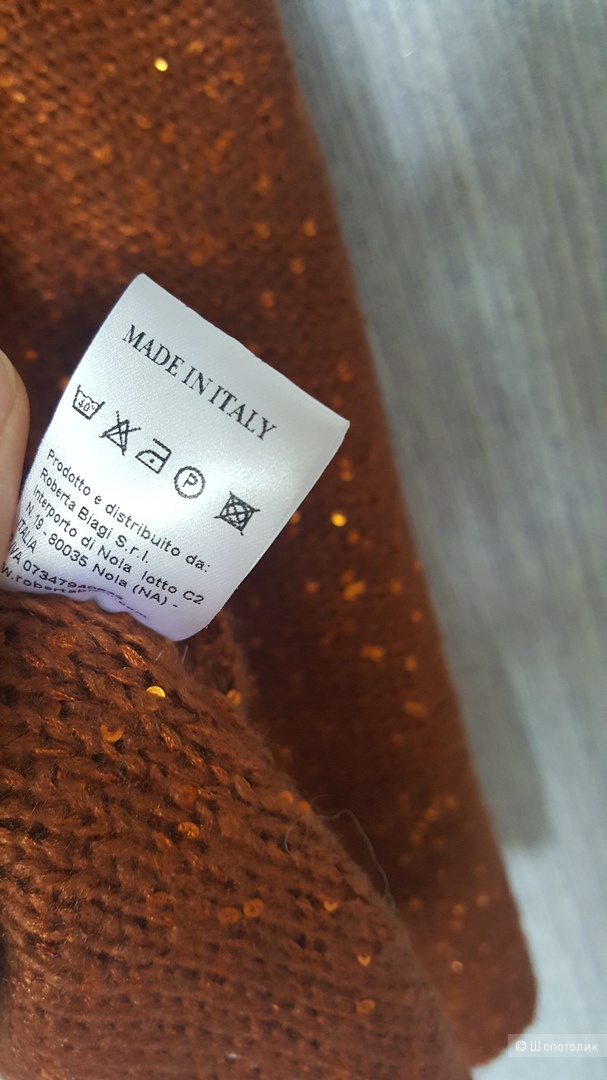 MADE IN ITALY
40°
P
Prodotto e distribuito da:
Roberta Biagi S.r.l.
Interporto di Nola lotto C2
N. 19 - 80035 Nola (NA) -
ITALIA
© Шопоголик